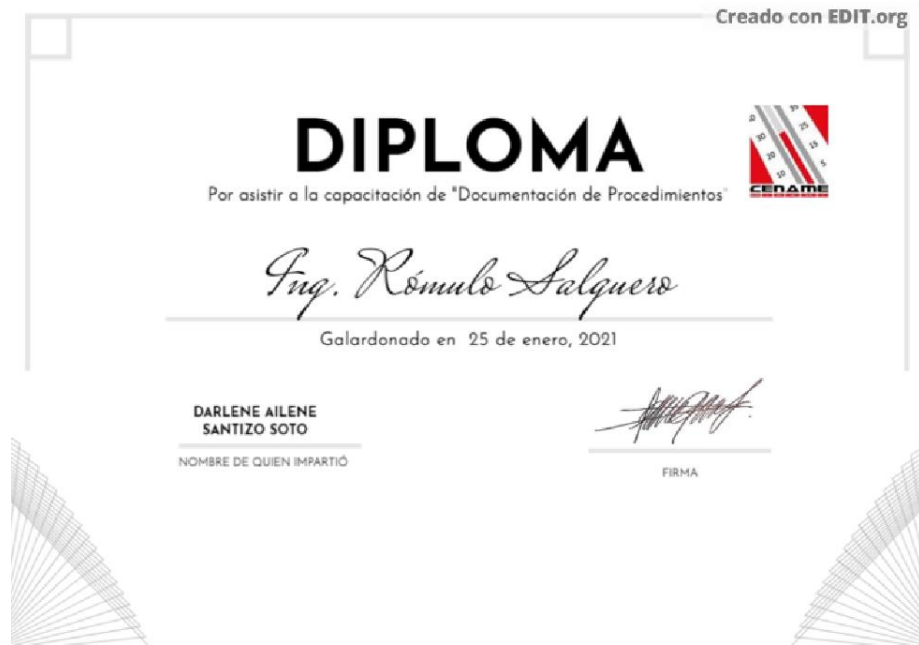 Creado con EDIT.org
DIPLOMA
Por asistir a la capacitación de "Documentación de Procedimientos"
CENAME
Ing. Rómulo Salguero
Galardonado en 25 de enero, 2021
DARLENE AILENE
SANTIZO SOTO
NOMBRE DE QUIEN IMPARTIÓ
FIRMA